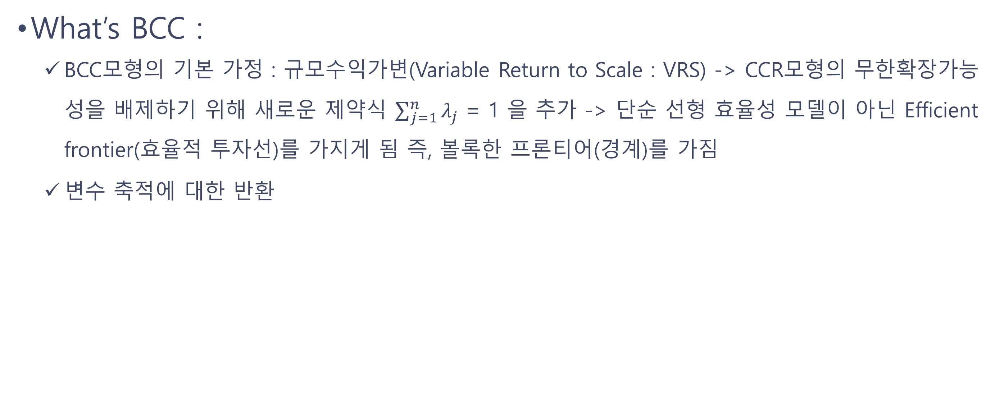 •What‘s BCC :
✓BCC모형의 기본 가정 : 규모수익가변(Variable Return to Scale : VRS) -> CCR모형의 무한확장가능
성을 배제하기 위해 새로운 제약식 $\sum_{j=1}^{n} \lambda_j$ = 1 을 추가 -> 단순 선형 효율성 모델이 아닌 Efficient
frontier(효율적 투자선)를 가지게 됨 즉, 볼록한 프론티어(경계)를 가짐
✓변수 축적에 대한 반환